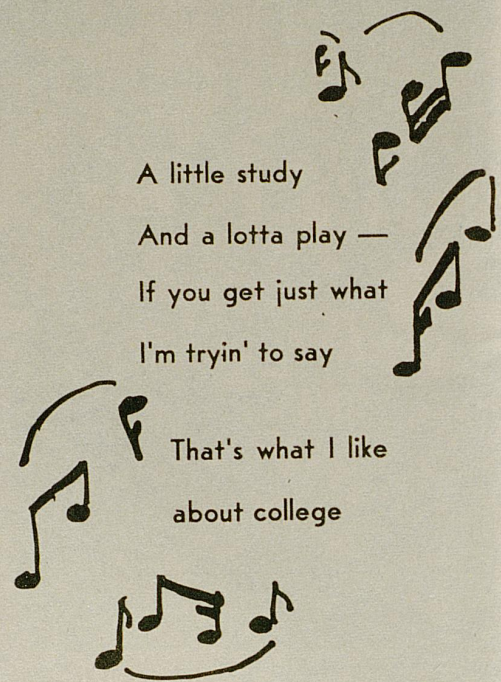 A little study
And a lotta play —
If you get just what
I'm tryin' to say
That's what I like
about college